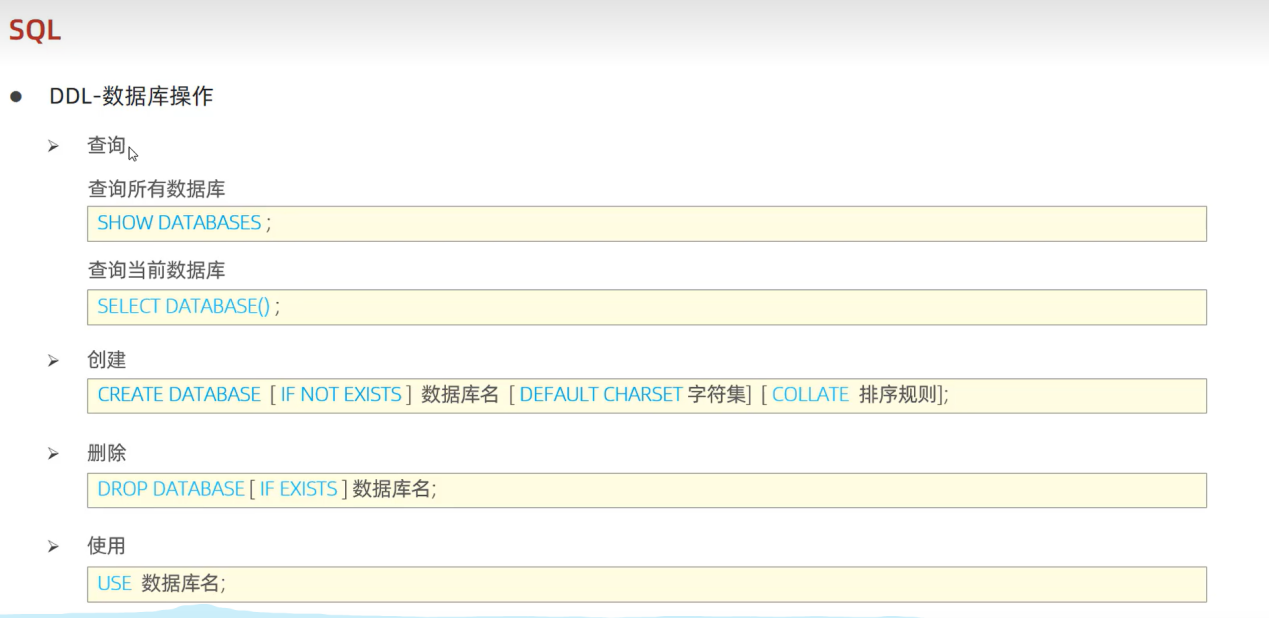 SQL
DDL-数据库操作
查询
查询所有数据库
SHOW DATABASES ;
查询当前数据库
SELECT DATABASE() ;
创建
CREATE DATABASE [ IF NOT EXISTS ] 数据库名 [ DEFAULT CHARSET 字符集] [ COLLATE 排序规则];
删除
DROP DATABASE [ IF EXISTS ] 数据库名;
使用
USE 数据库名;